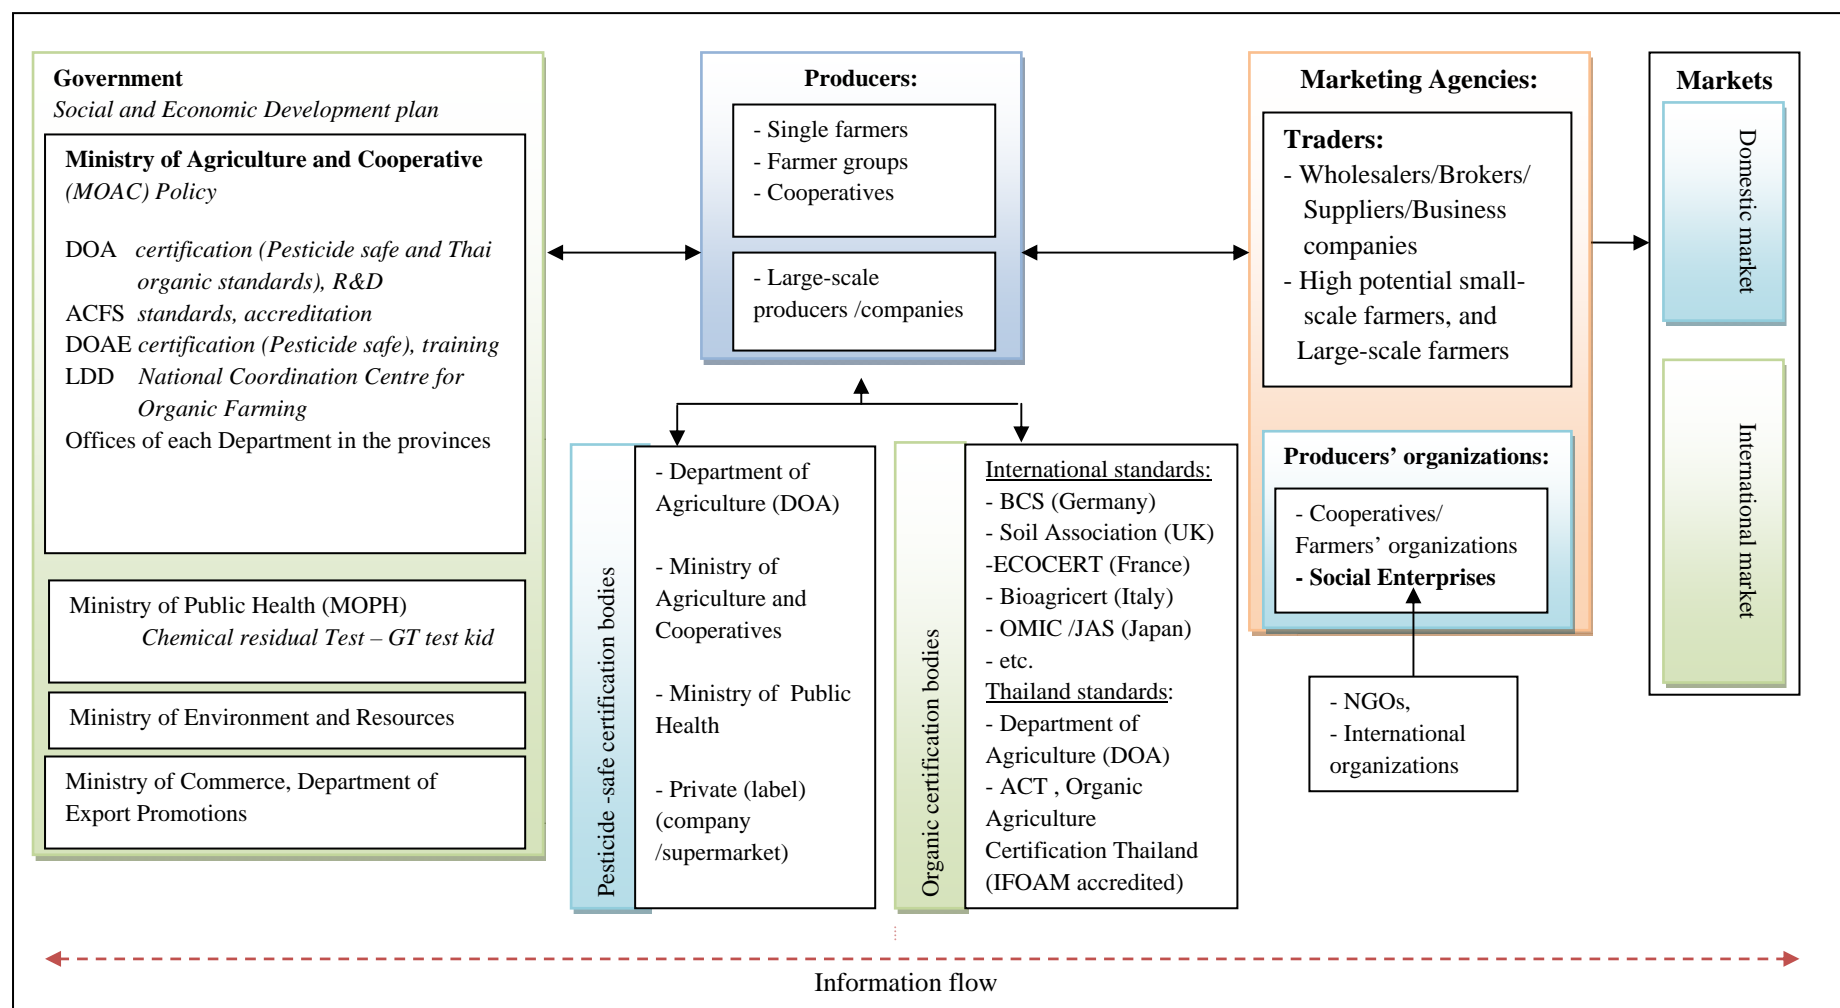 Government
Social and Economic Development plan
Ministry of Agriculture and Cooperative
(MOAC) Policy
DOA certification (Pesticide safe and Thai
organic standards), R&D
ACFS standards, accreditation
DOAE certification (Pesticide safe), training
LDD National Coordination Centre for
Organic Farming
Offices of each Department in the provinces
Ministry of Public Health (MOPH)
Chemical residual Test – GT test kid
Ministry of Environment and Resources
Ministry of Commerce, Department of
Export Promotions
Producers:
- Single farmers
- Farmer groups
- Cooperatives
- Large-scale
producers /companies
Pesticide -safe certification bodies
- Department of
Agriculture (DOA)
- Ministry of
Agriculture and
Cooperatives
- Ministry of Public
Health
- Private (label)
(company
/supermarket)
Organic certification bodies
International standards:
- BCS (Germany)
- Soil Association (UK)
-ECOCERT (France)
- Bioagricert (Italy)
- OMIC /JAS (Japan)
- etc.
Thailand standards:
- Department of
Agriculture (DOA)
- ACT , Organic
Agriculture
Certification Thailand
(IFOAM accredited)
Marketing Agencies:
Traders:
- Wholesalers/Brokers/
Suppliers/Business
companies
- High potential small-
scale farmers, and
Large-scale farmers
Producers’ organizations:
- Cooperatives/
Farmers’ organizations
- Social Enterprises
- NGOs,
- International
organizations
Markets
Domestic market
International market
Information flow